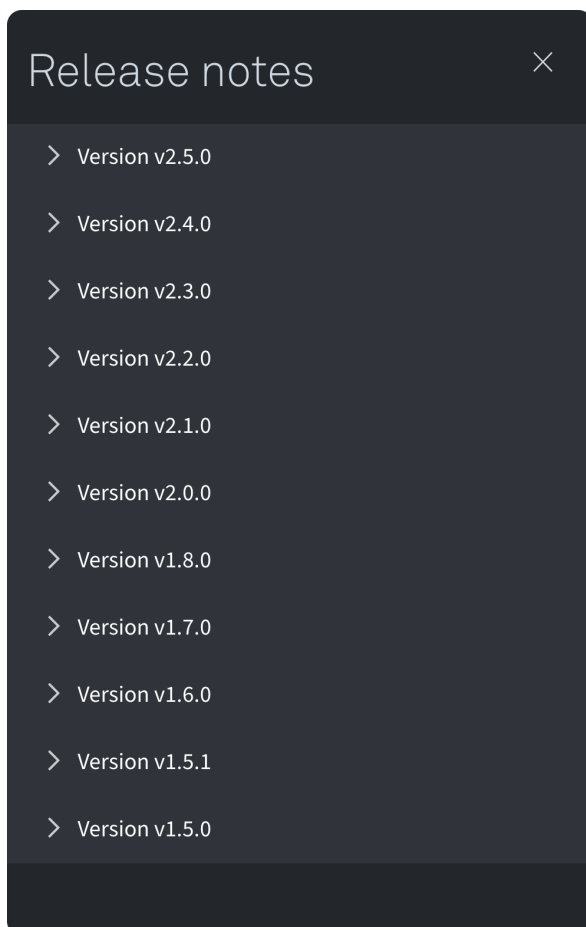 Release notes
Version v2.5.0
Version v2.4.0
Version v2.3.0
Version v2.2.0
Version v2.1.0
Version v2.0.0
Version v1.8.0
Version v1.7.0
Version v1.6.0
Version v1.5.1
Version v1.5.0